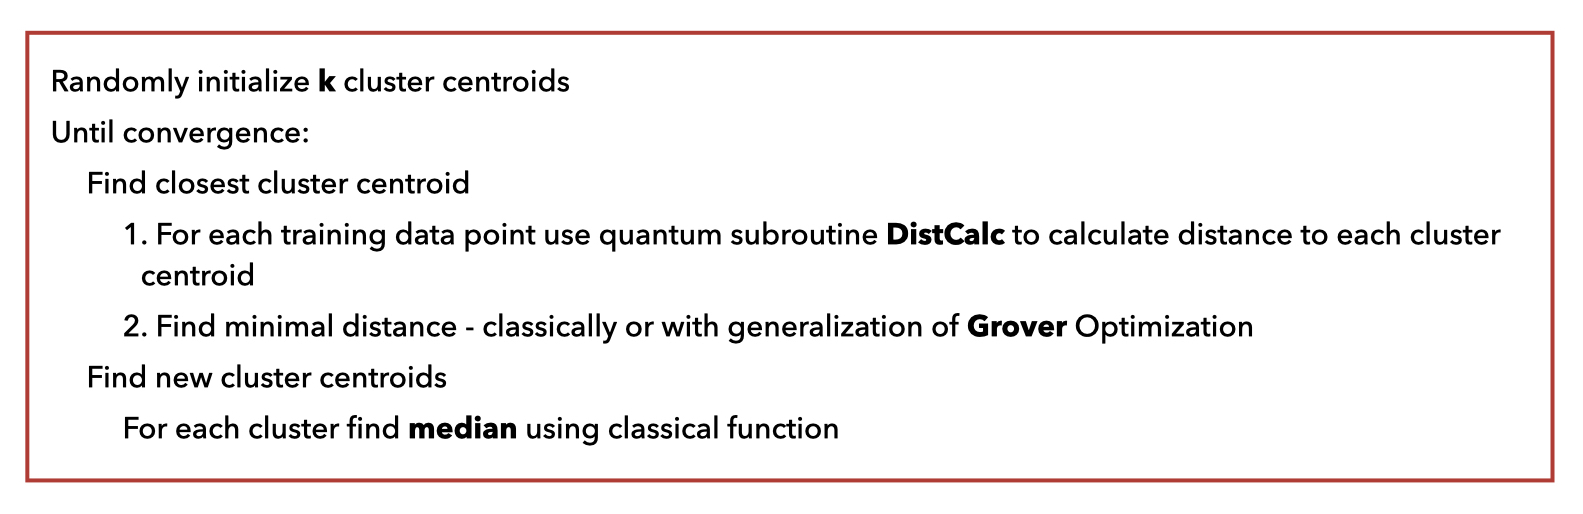 Randomly initialize k cluster centroids
Until convergence:
Find closest cluster centroid
1. For each training data point use quantum subroutine DistCalc to calculate distance to each cluster
centroid
2. Find minimal distance - classically or with generalization of Grover Optimization
Find new cluster centroids
For each cluster find median using classical function